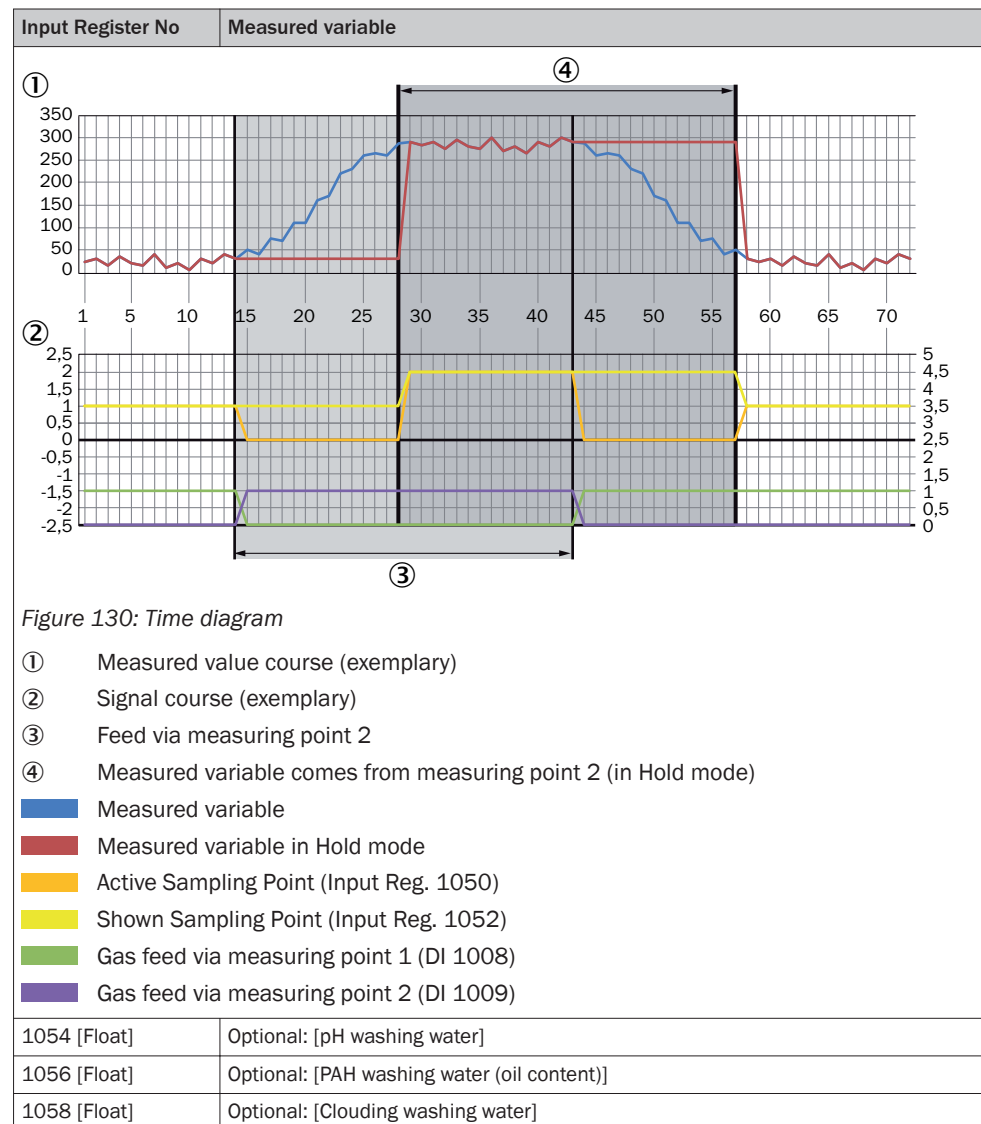 Input Register No Measured variable
① ④
350
300
250
200
150
100
50
0
1 5 10 15 20 25 30 35 40 45 50 55 60 65 70
②
2,5 5
2 4,5
1,5 4
1 3,5
0,5 3
0 2,5
-0,5 2
-1 1,5
-1,5 1
-2 0,5
-2,5 0
③
Figure 130: Time diagram
① Measured value course (exemplary)
② Signal course (exemplary)
③ Feed via measuring point 2
④ Measured variable comes from measuring point 2 (in Hold mode)
Measured variable
Measured variable in Hold mode
Active Sampling Point (Input Reg. 1050)
Shown Sampling Point (Input Reg. 1052)
Gas feed via measuring point 1 (DI 1008)
Gas feed via measuring point 2 (DI 1009)
1054 [Float] Optional: [pH washing water]
1056 [Float] Optional: [PAH washing water (oil content)]
1058 [Float] Optional: [Clouding washing water]